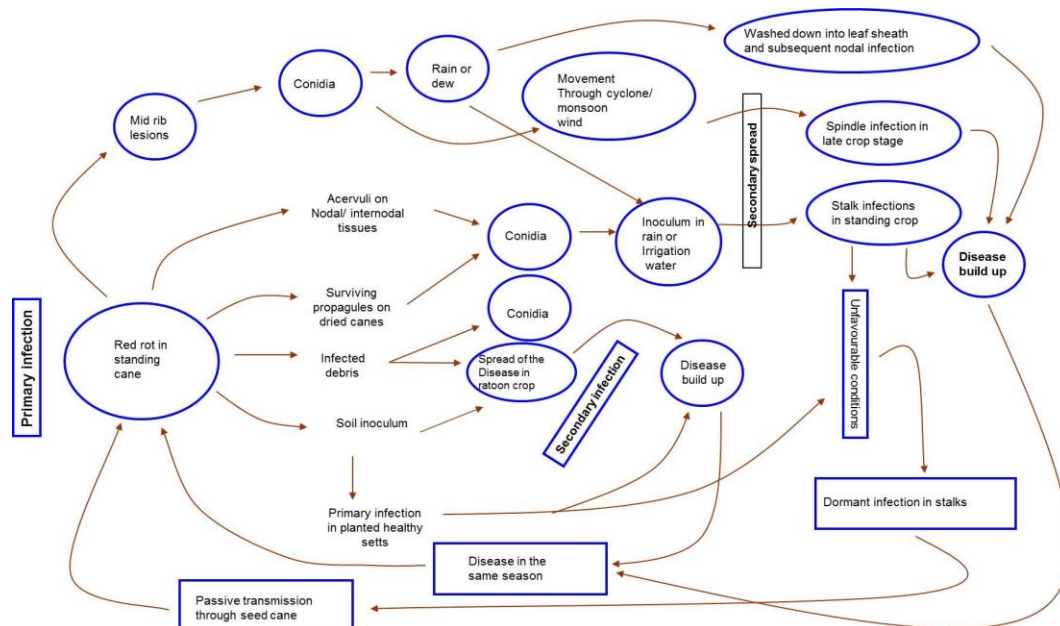 Washed down into leaf sheath
and subsequent nodal infection
Rain or
dew
Conidia
Movement
Through cyclone/
monsoon
wind
Mid rib
lesions
Secondary spread
Spindle infection in
late crop stage
Acervuli on
Nodal/ internodal
tissues
Conidia
Inoculum in
rain or
Irrigation
water
Stalk infections
in standing crop
Disease
build up
Primary infection
Red rot in
standing
cane
Surviving
propagules on
dried canes
Conidia
Infected
debris
Spread of the
Disease in
ratoon crop
Secondary infection
Disease
build up
Unfavourable conditions
Soil inoculum
Primary infection
in planted healthy
setts
Dormant infection in stalks
Disease in the
same season
Passive transmission
through seed cane